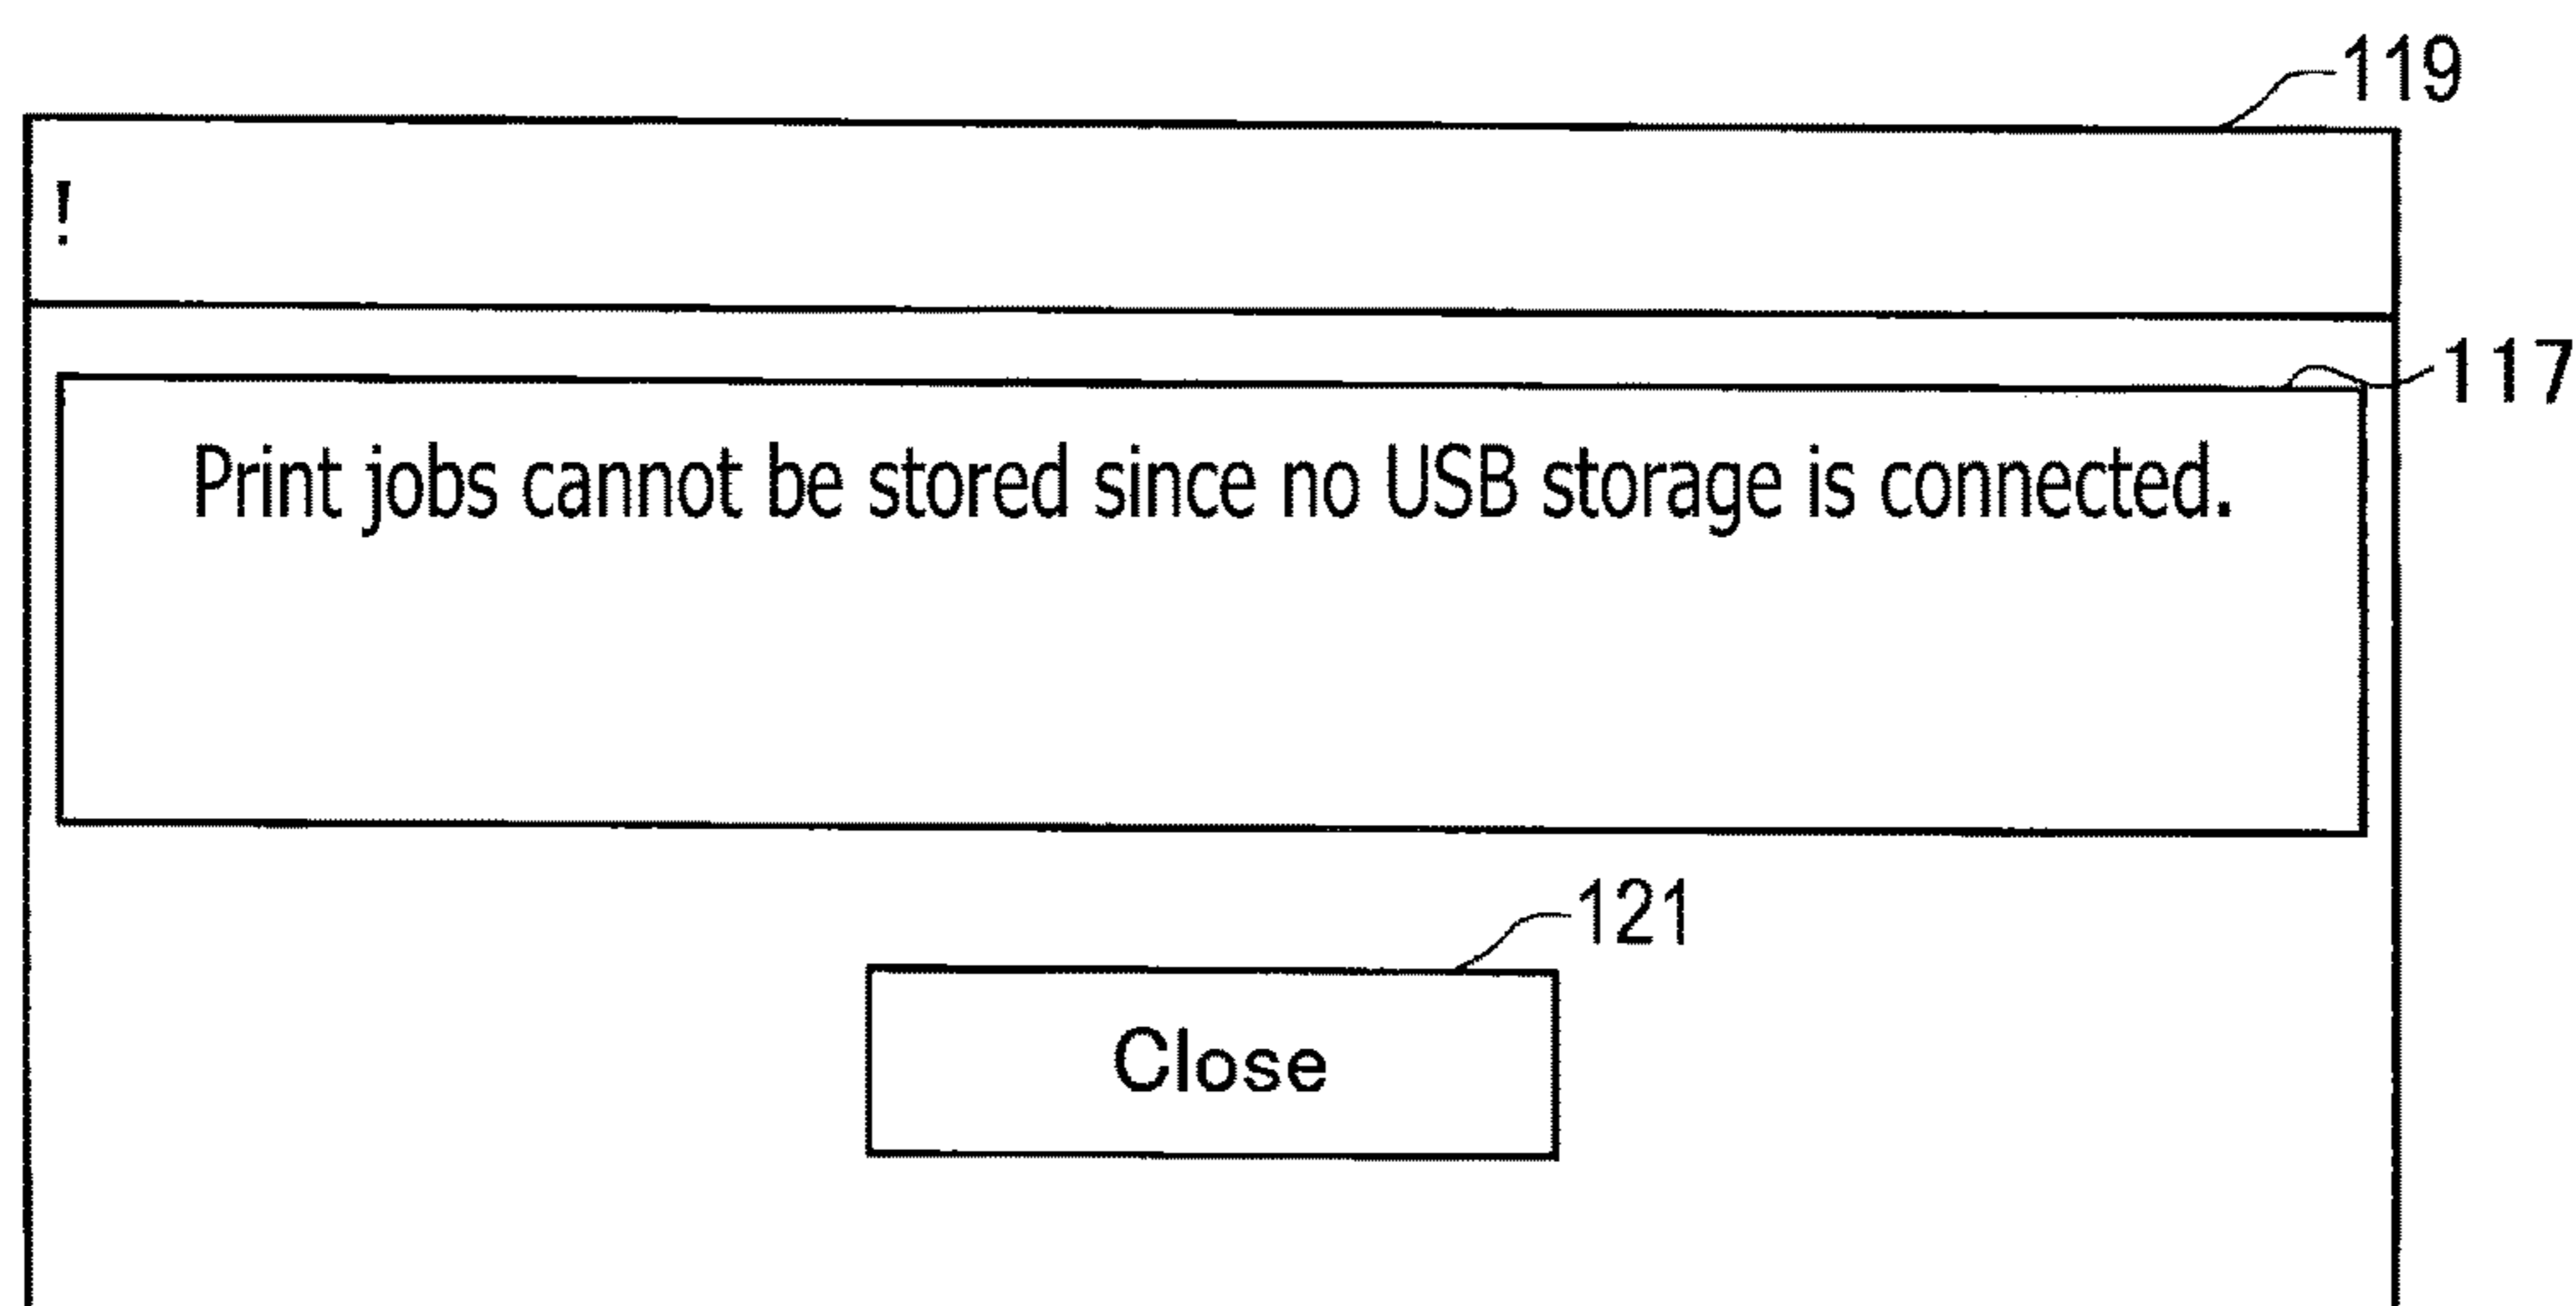 119
!
117
Print jobs cannot be stored since no USB storage is connected.
121
Close